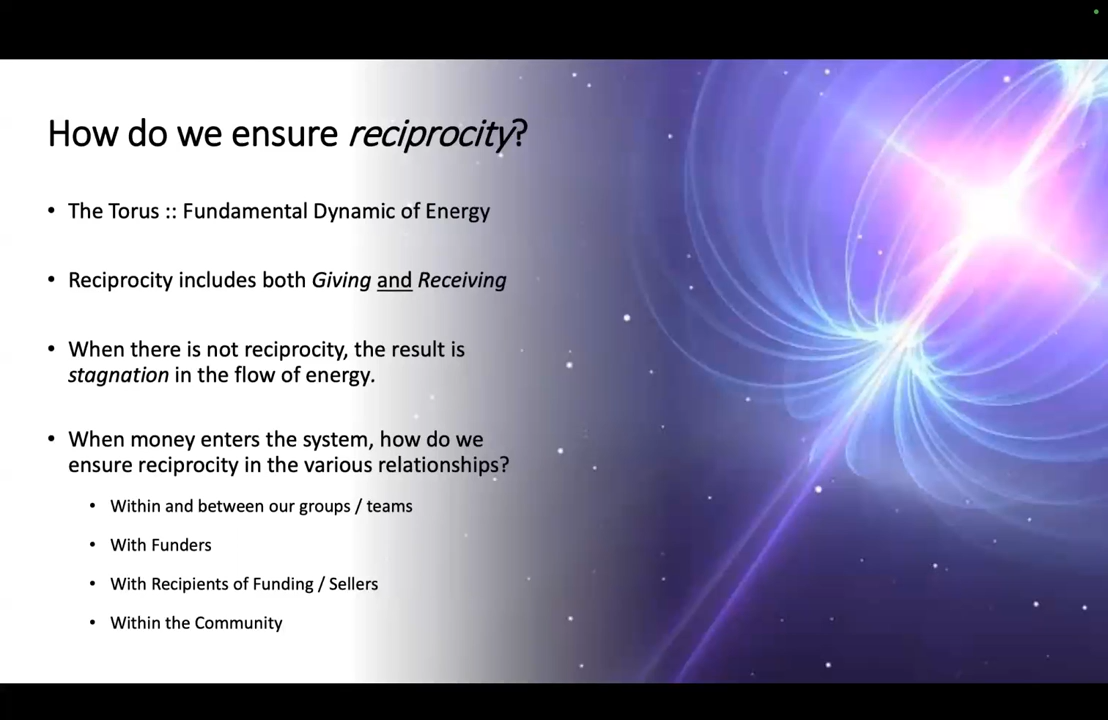 How do we ensure reciprocity?
• The Torus :: Fundamental Dynamic of Energy
• Reciprocity includes both Giving and Receiving
• When there is not reciprocity, the result is
stagnation in the flow of energy.
• When money enters the system, how do we
ensure reciprocity in the various relationships?
• Within and between our groups / teams
• With Funders
• With Recipients of Funding / Sellers
• Within the Community